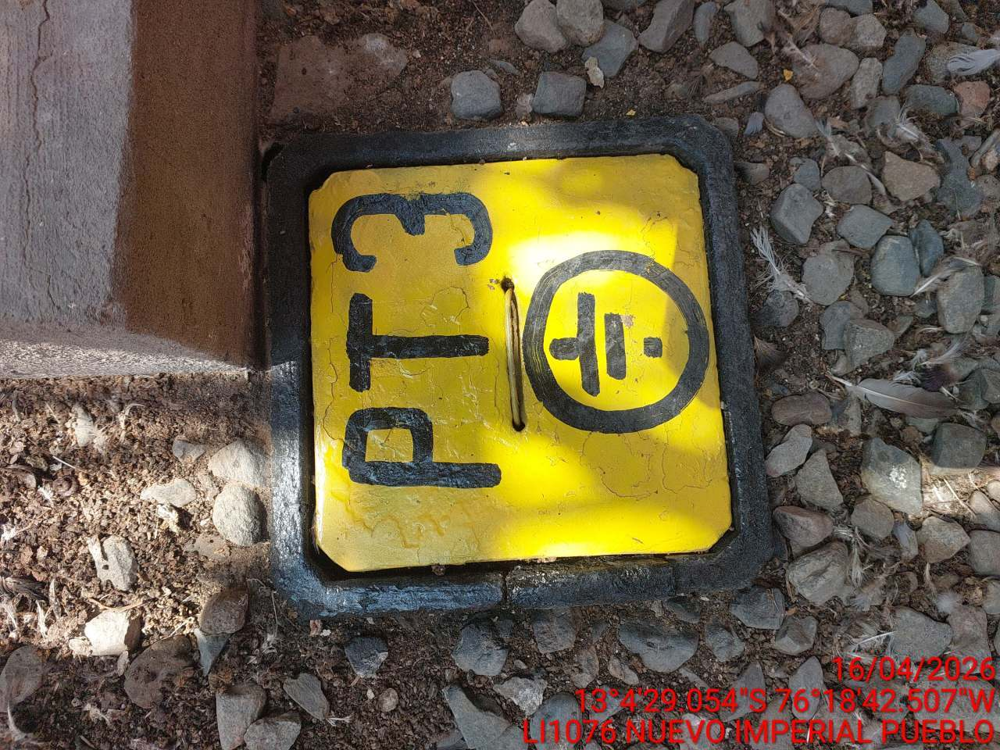 PT3
16/04/2026
13°4'29.054"S 76°18'42.507"W
LI1076 NUEVO IMPERIAL PUEBLO